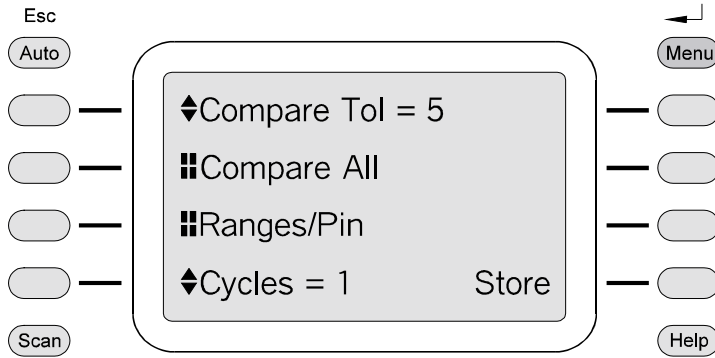 Esc
Auto
Menu
Compare Tol = 5
Compare All
Ranges/Pin
Cycles = 1 Store
Scan
Help